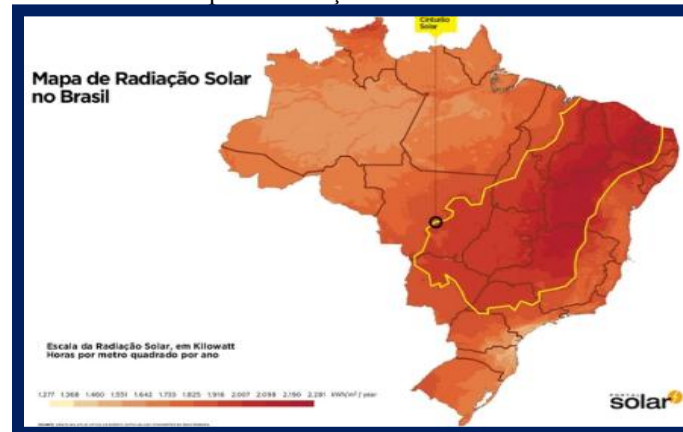 Cinturão
Solar
Mapa de Radiação Solar
no Brasil
Escala da Radiação Solar, em Kilowatt
Horas por metro quadrado por ano
1.277 1.368 1.460 1.551 1.642 1.733 1.825 1.916 2.007 2.098 2.190 2.281 kWh/m² / year
PORTAL
solar